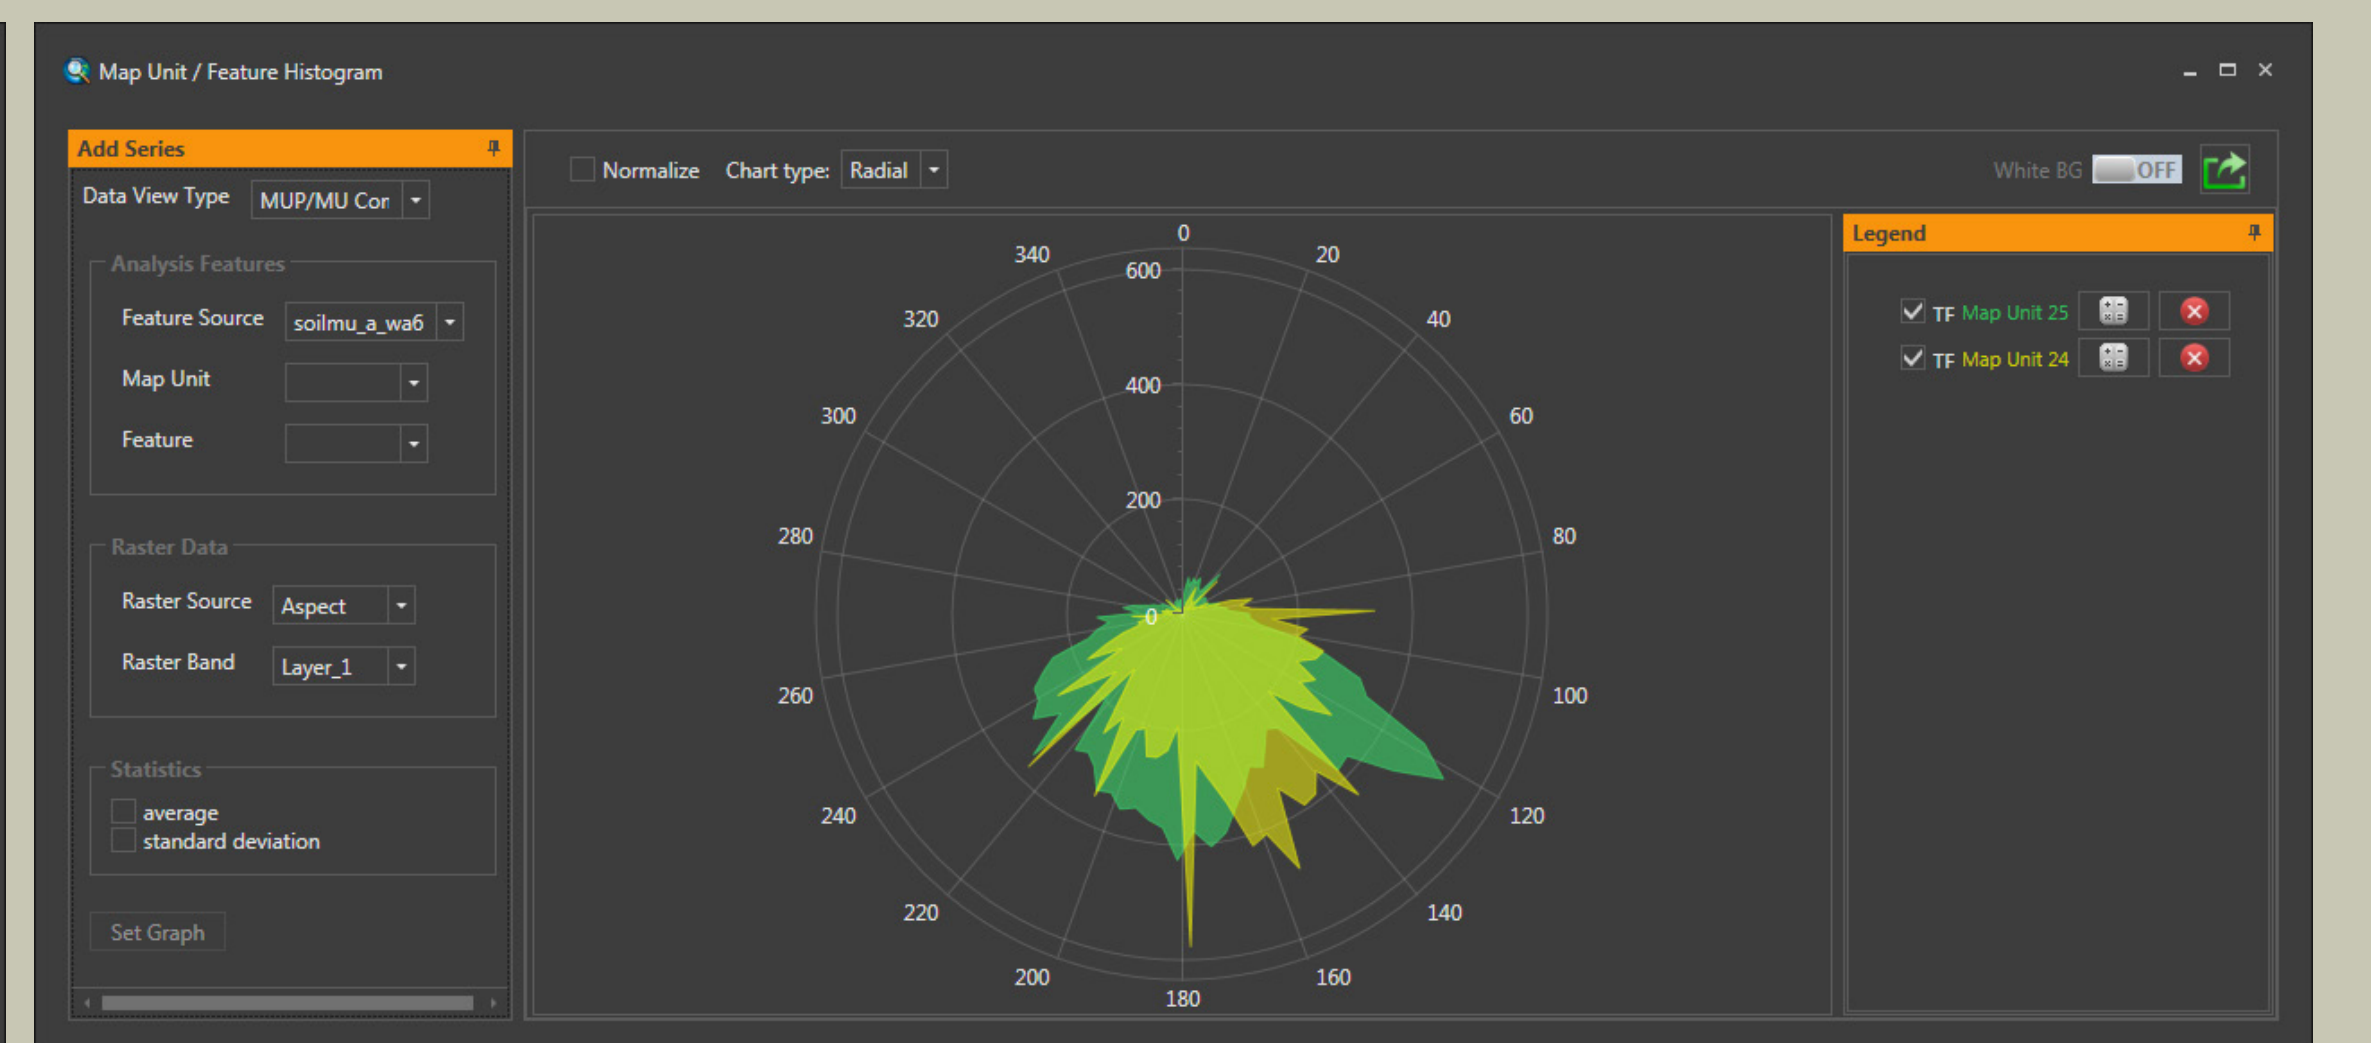 Map Unit / Feature Histogram
Add Series
Data View Type MUP/MU Cor
Analysis Features
Feature Source soilmu_a_wa6
Map Unit
Feature
Raster Data
Raster Source Aspect
Raster Band Layer_1
Statistics
average
standard deviation
Set Graph
Normalize Chart type: Radial
White BG OFF
0
20
40
60
80
100
120
140
160
180
200
220
240
260
280
300
320
340
600
400
200
0
Legend
TF Map Unit 25
TF Map Unit 24